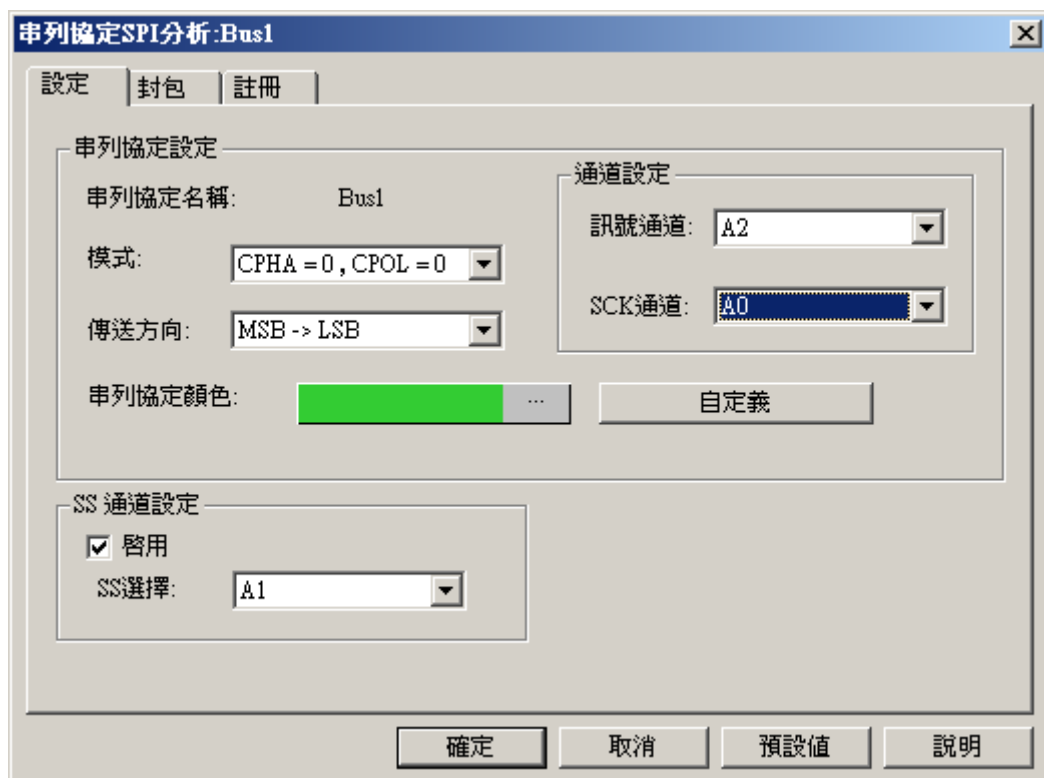 串列協定SPI分析:Bus1
設定 封包 註冊
串列協定設定
串列協定名稱: Bus1
模式: CPHA = 0 , CPOL = 0
傳送方向: MSB -> LSB
串列協定顏色: ... 自定義
通道設定
訊號通道: A2
SCK通道: A0
SS 通道設定
啓用
SS選擇: A1
確定 取消 預設值 說明